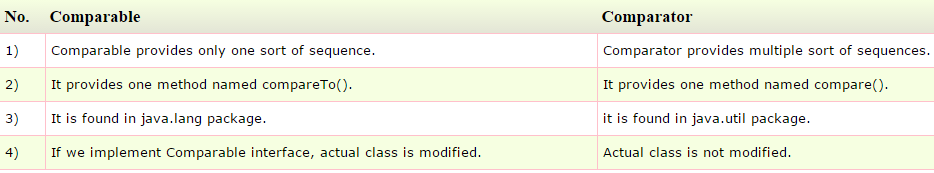 No. Comparable Comparator
1) Comparable provides only one sort of sequence. Comparator provides multiple sort of sequences.
2) It provides one method named compareTo(). It provides one method named compare().
3) It is found in java.lang package. it is found in java.util package.
4) If we implement Comparable interface, actual class is modified. Actual class is not modified.